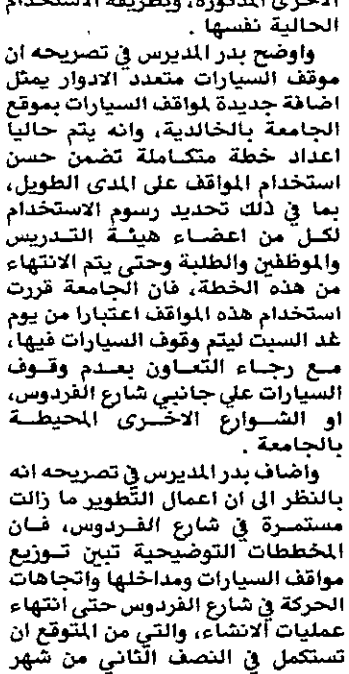 الاخرى المذكورة، وبطريقة الاستخدام
الحالية نفسها .
واوضح بدر المديرس في تصريحه ان
موقف السيارات متعدد الادوار يمثل
اضافة جديدة لمواقف السيارات بموقع
الجامعة بالخالدية، وانه يتم حاليا
اعداد خطة متكاملة تضمن حسن
استخدام المواقف على المدى الطويل،
بما في ذلك تحديد رسوم الاستخدام
لكل من اعضاء هيئة التدريس
والموظفين والطلبة وحتى يتم الانتهاء
من هذه الخطة، فان الجامعة قررت
استخدام هذه المواقف اعتبارا من يوم
غد السبت ليتم وقوف السيارات فيها،
مع رجاء التعاون بعدم وقوف
السيارات علي جانبي شارع الفردوس،
او الشوارع الاخرى المحيطة
بالجامعة .
واضاف بدر المديرس في تصريحه انه
بالنظر الى ان اعمال التطوير ما زالت
مستمرة في شارع الفردوس، فان
المخططات التوضيحية تبين توزيع
مواقف السيارات ومداخلها واتجاهات
الحركة في شارع الفردوس حتى انتهاء
عمليات الانشاء، والتي من المتوقع ان
تستكمل في النصف الثاني من شهر